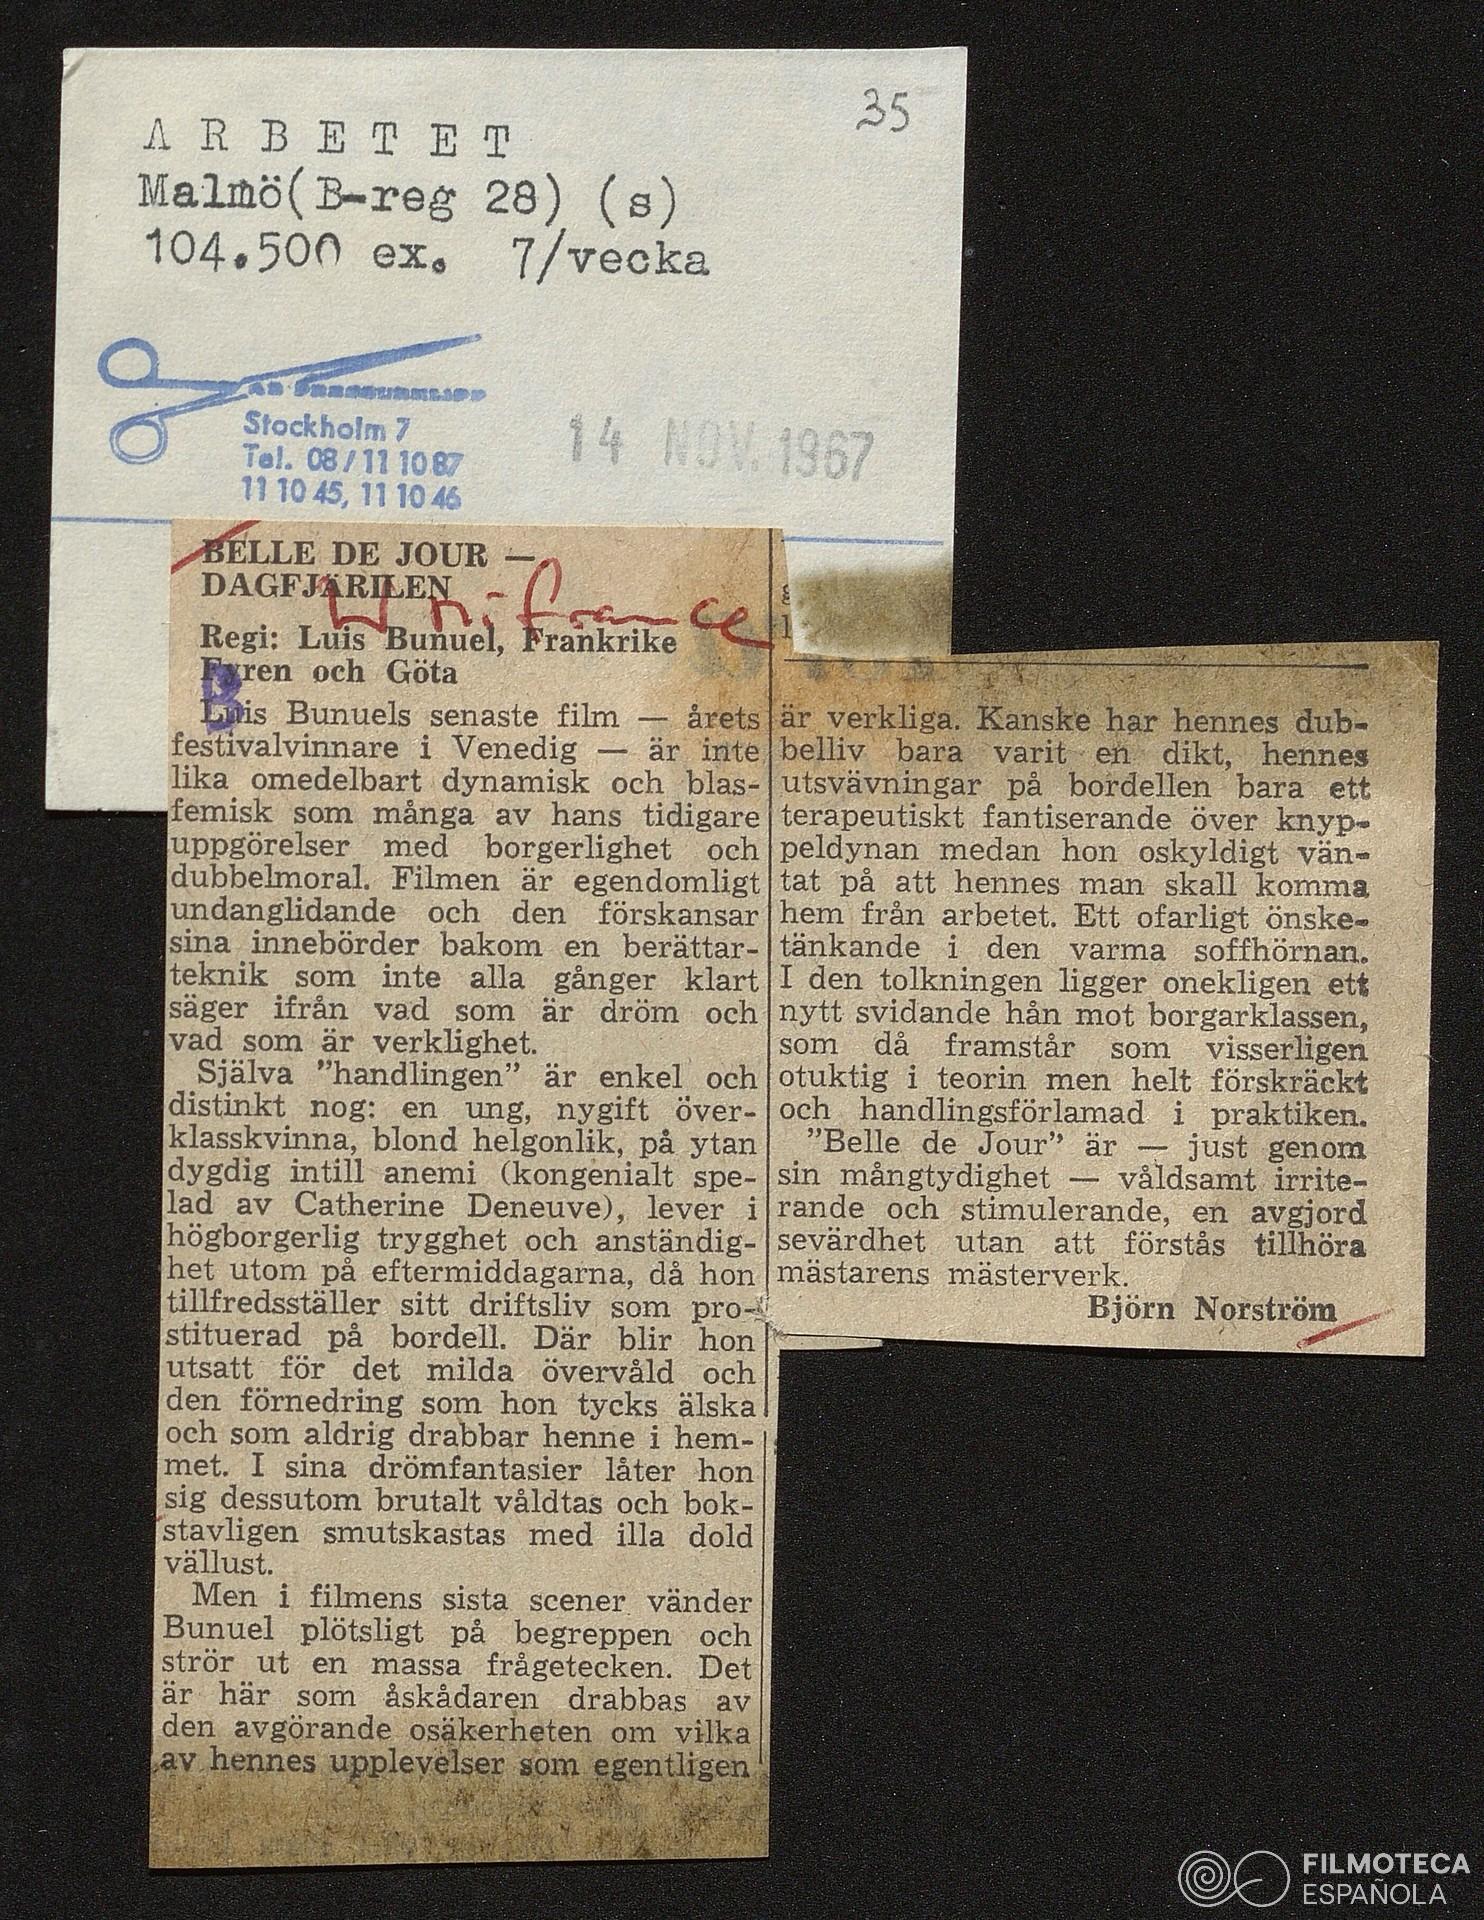 35
ARBETET
Malmö(B-reg 28) (s)
104.500 ex. 7/vecka
AB PRESSURKLIPP
Stockholm 7
Tel. 08/11 10 87
11 10 45, 11 10 46
14 NOV. 1967
BELLE DE JOUR —
DAGFJÄRILEN
Unifrance
Regi: Luis Bunuel, Frankrike
Fyren och Göta
B
Luis Bunuels senaste film — årets
festivalvinnare i Venedig — är inte
lika omedelbart dynamisk och blas-
femisk som många av hans tidigare
uppgörelser med borgerlighet och
dubbelmoral. Filmen är egendomligt
undanglidande och den förskansar
sina innebörder bakom en berättar-
teknik som inte alla gånger klart
säger ifrån vad som är dröm och
vad som är verklighet.
Själva ”handlingen” är enkel och
distinkt nog: en ung, nygift över-
klasskvinna, blond helgonlik, på ytan
dygdig intill anemi (kongenialt spe-
lad av Catherine Deneuve), lever i
högborgerlig trygghet och anständig-
het utom på eftermiddagarna, då hon
tillfredsställer sitt driftsliv som pro-
stituerad på bordell. Där blir hon
utsatt för det milda övervåld och
den förnedring som hon tycks älska
och som aldrig drabbar henne i hem-
met. I sina drömfantasier låter hon
sig dessutom brutalt våldtas och bok-
stavligen smutskastas med illa dold
vällust.
Men i filmens sista scener vänder
Bunuel plötsligt på begreppen och
strör ut en massa frågetecken. Det
är här som åskådaren drabbas av
den avgörande osäkerheten om vilka
av hennes upplevelser som egentligen
är verkliga. Kanske har hennes dub-
belliv bara varit en dikt, hennes
utsvävningar på bordellen bara ett
terapeutiskt fantiserande över knyp-
peldynan medan hon oskyldigt vän-
tat på att hennes man skall komma
hem från arbetet. Ett ofarligt önske-
tänkande i den varma soffhörnan.
I den tolkningen ligger onekligen ett
nytt svidande hån mot borgarklassen,
som då framstår som visserligen
otuktig i teorin men helt förskräckt
och handlingsförlamad i praktiken.
”Belle de Jour” är — just genom
sin mångtydighet — våldsamt irrite-
rande och stimulerande, en avgjord
sevärdhet utan att förstås tillhöra
mästarens mästerverk.
Björn Norström
FILMOTECA
ESPAÑOLA